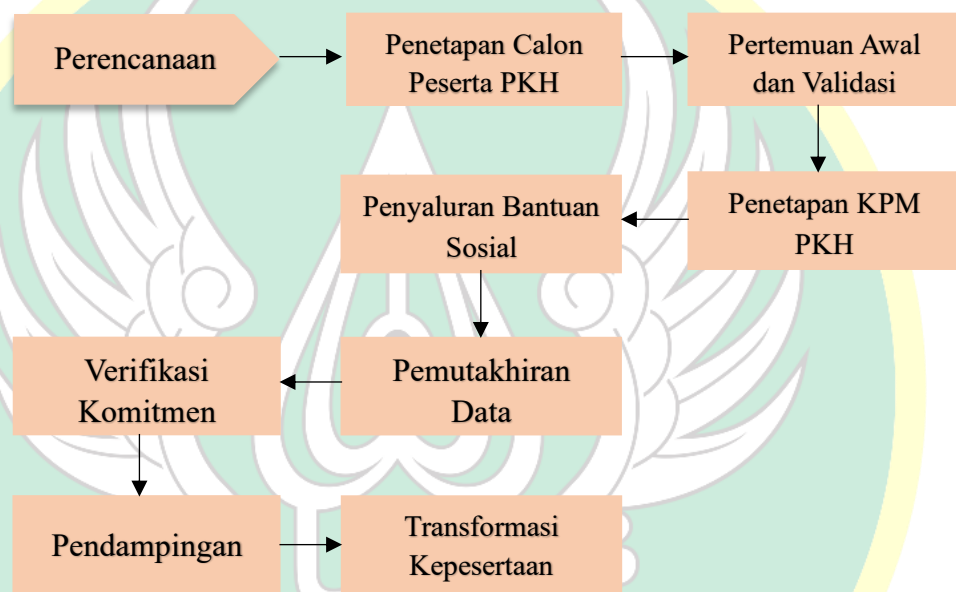 Perencanaan
Penetapan Calon
Peserta PKH
Pertemuan Awal
dan Validasi
Penetapan KPM
PKH
Penyaluran Bantuan
Sosial
Pemutakhiran
Data
Verifikasi
Komitmen
Pendampingan
Transformasi
Kepesertaan